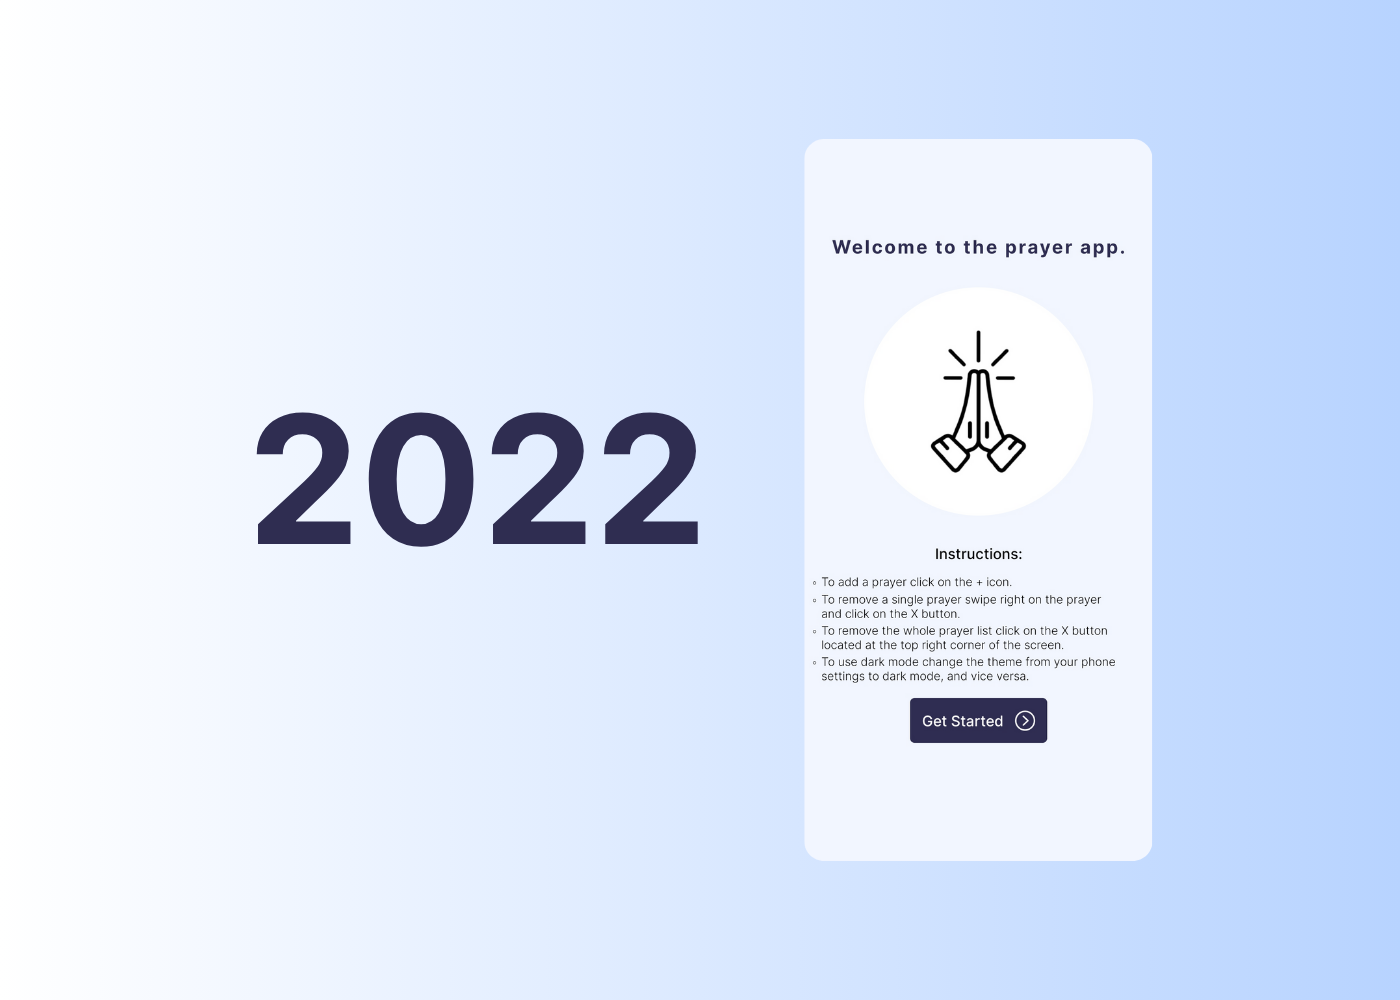 2022
Welcome to the prayer app.
Instructions:
◦ To add a prayer click on the + icon.
◦ To remove a single prayer swipe right on the prayer
and click on the X button.
◦ To remove the whole prayer list click on the X button
located at the top right corner of the screen.
◦ To use dark mode change the theme from your phone
settings to dark mode, and vice versa.
Get Started